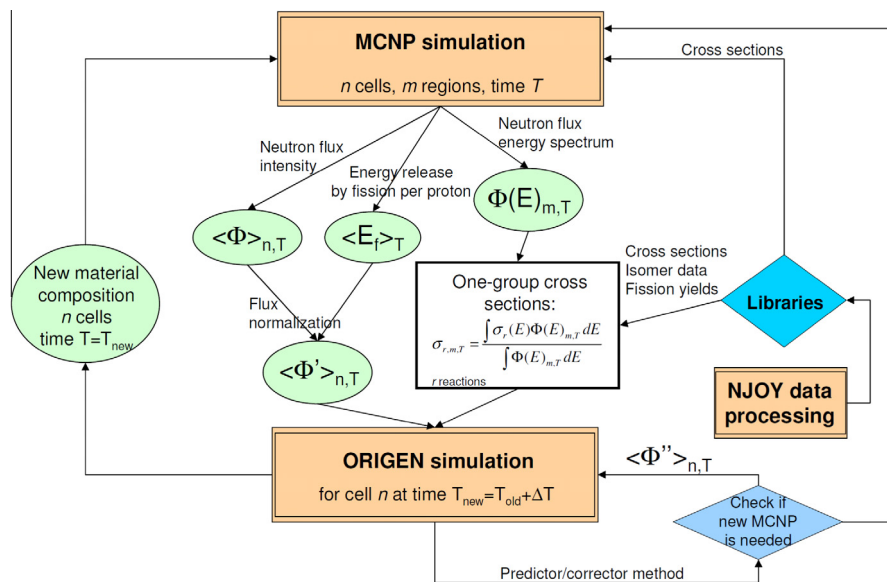 MCNP simulation
n cells, m regions, time T
Cross sections
Neutron flux
intensity
Energy release
by fission per proton
Neutron flux
energy spectrum
<Φ>n,T
<Ef>T
Φ(E)m,T
New material
composition
n cells
time T=Tnew
Flux
normalization
<Φ'>n,T
One-group cross
sections:
σr,m,T = ∫σr(E)Φ(E)m,T dE / ∫Φ(E)m,T dE
r reactions
Cross sections
Isomer data
Fission yields
Libraries
NJOY data
processing
ORIGEN simulation
for cell n at time Tnew=Told+ΔT
<Φ'’>n,T
Check if
new MCNP
is needed
Predictor/corrector method